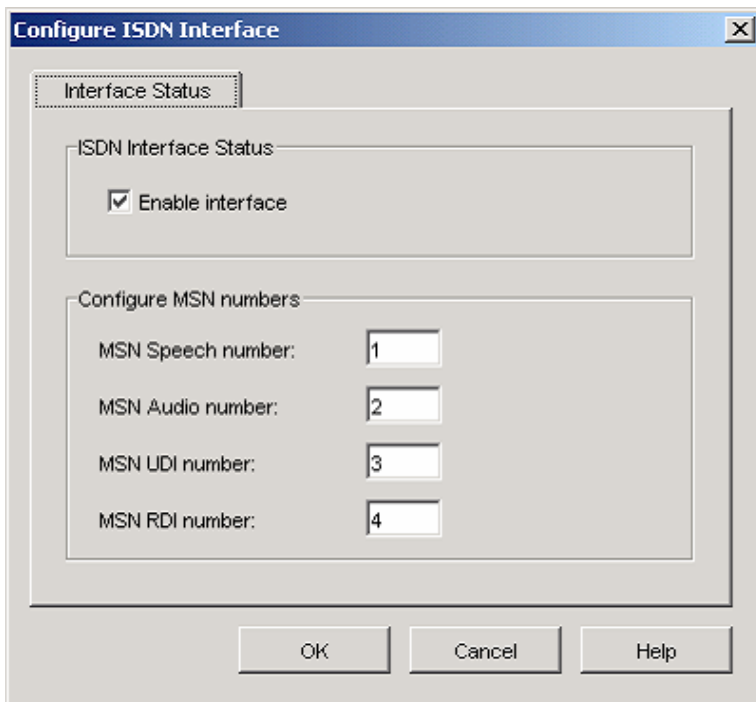 Configure ISDN Interface
Interface Status
ISDN Interface Status
Enable interface
Configure MSN numbers
MSN Speech number: 1
MSN Audio number: 2
MSN UDI number: 3
MSN RDI number: 4
OK Cancel Help